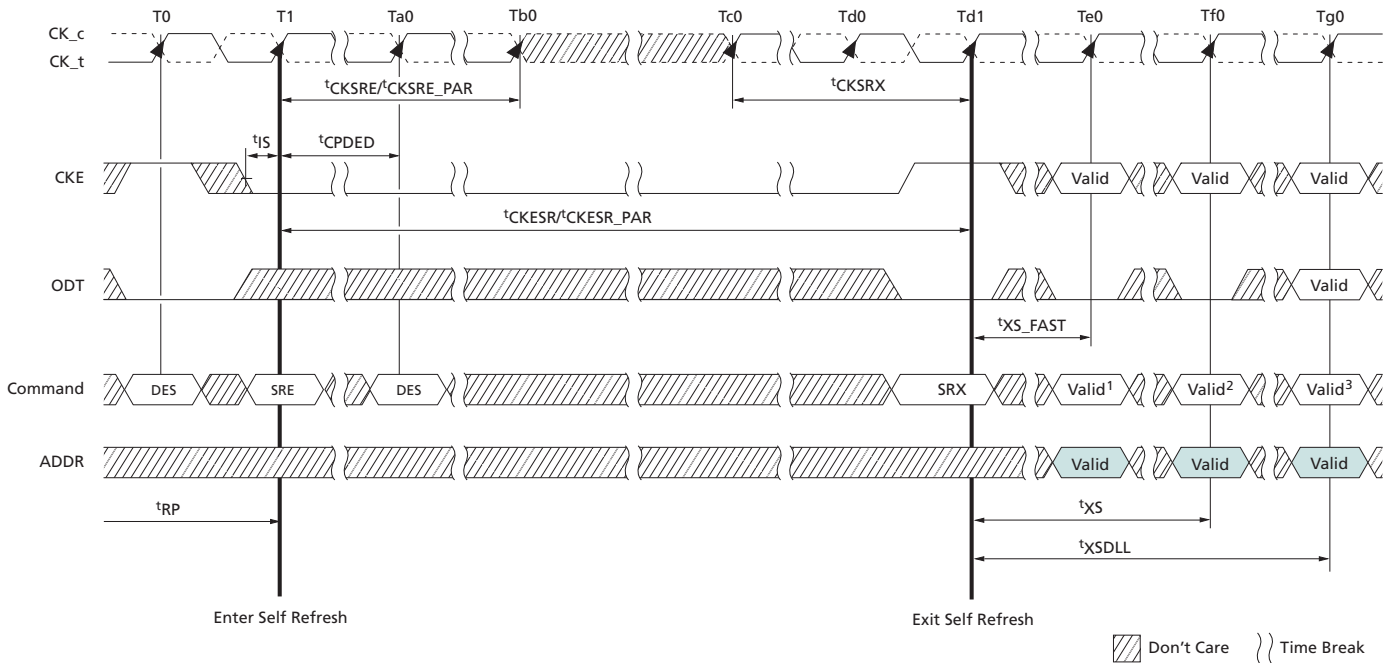 T0 T1 Ta0 Tb0 Tc0 Td0 Td1 Te0 Tf0 Tg0
CK_c
CK_t
tCKSRE/tCKSRE_PAR tCKSRX
tIS tCPDED
CKE Valid Valid Valid
tCKESR/tCKESR_PAR
ODT Valid
tXS_FAST
Command DES SRE DES SRX Valid1 Valid2 Valid3
ADDR Valid Valid Valid
tRP tXS
tXSDLL
Enter Self Refresh Exit Self Refresh
Don't Care Time Break